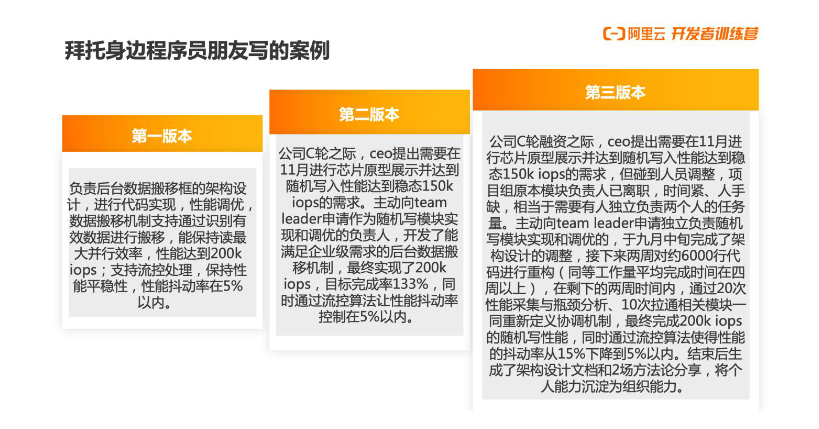 阿里云 开发者训练营
拜托身边程序员朋友写的案例
第一版本
负责后台数据搬移框的架构设
计，进行代码实现，性能调优，
数据搬移机制支持通过识别有
效数据进行搬移，能保持读最
大并行效率，性能达到200k
iops；支持流控处理，保持性
能平稳性，性能抖动率在5%
以内。
第二版本
公司C轮之际，ceo提出需要在
11月进行芯片原型展示并达到
随机写入性能达到稳态150k
iops的需求。主动向team
leader申请作为随机写模块实
现和调优的负责人，开发了能
满足企业级需求的后台数据搬
移机制，最终实现了200k
iops，目标完成率133%，同
时通过流控算法让性能抖动率
控制在5%以内。
第三版本
公司C轮融资之际，ceo提出需要在11月进
行芯片原型展示并达到随机写入性能达到稳
态150k iops的需求，但碰到人员调整，项
目组原本模块负责人已离职，时间紧、人手
缺，相当于需要有人独立负责两个人的任务
量。主动向team leader申请独立负责随机
写模块实现和调优的，于九月中旬完成了架
构设计的调整，接下来两周对约6000行代
码进行重构（同等工作量平均完成时间在四
周以上），在剩下的两周时间内，通过20次
性能采集与瓶颈分析、10次拉通相关模块一
同重新定义协调机制，最终完成200k iops
的随机写性能，同时通过流控算法使得性能
的抖动率从15%下降到5%以内。结束后生
成了架构设计文档和2场方法论分享，将个
人能力沉淀为组织能力。